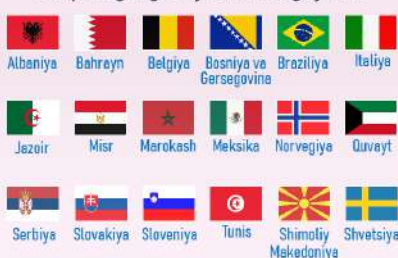 Albaniya Bahrayn Belgiya Bosniya va Gersegovina Braziliya Italiya
Jazoir Misr Marokash Meksika Norvegiya Quvayt
Serbiya Slovakiya Sloveniya Tunis Shimoliy Makedoniya Shvetsiya